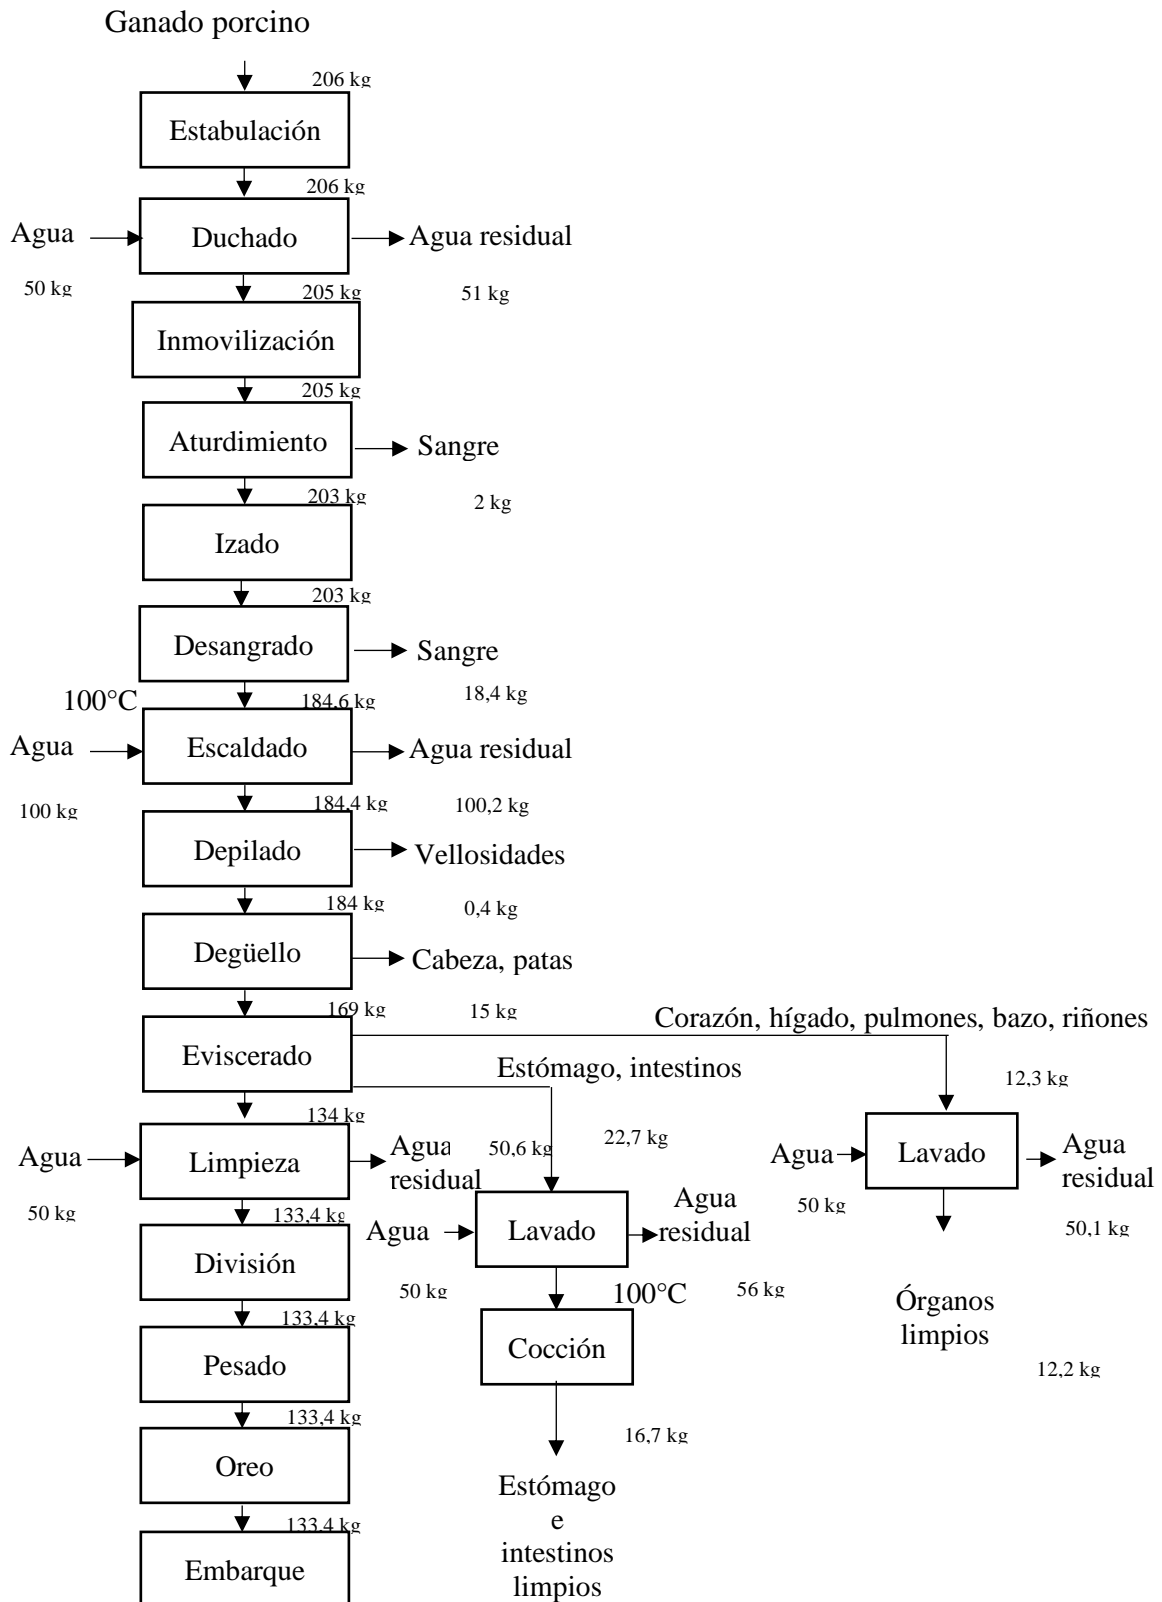 Ganado porcino
206 kg
Estabulación
206 kg
Agua
Duchado
Agua residual
50 kg
205 kg
51 kg
Inmovilización
205 kg
Aturdimiento
Sangre
203 kg
2 kg
Izado
203 kg
Desangrado
Sangre
100°C
184,6 kg
18,4 kg
Agua
Escaldado
Agua residual
100 kg
184,4 kg
100,2 kg
Depilado
Vellosidades
184 kg
0,4 kg
Degüello
Cabeza, patas
169 kg
15 kg
Corazón, hígado, pulmones, bazo, riñones
Eviscerado
Estómago, intestinos
12,3 kg
134 kg
Agua
Limpieza
Agua
residual
50,6 kg
22,7 kg
Agua
Lavado
Agua
residual
50 kg
133,4 kg
50 kg
50,1 kg
Agua
Lavado
Agua
residual
División
50 kg
100°C
56 kg
Órganos
limpios
133,4 kg
Cocción
Pesado
12,2 kg
133,4 kg
16,7 kg
Oreo
Estómago
e
intestinos
limpios
133,4 kg
Embarque